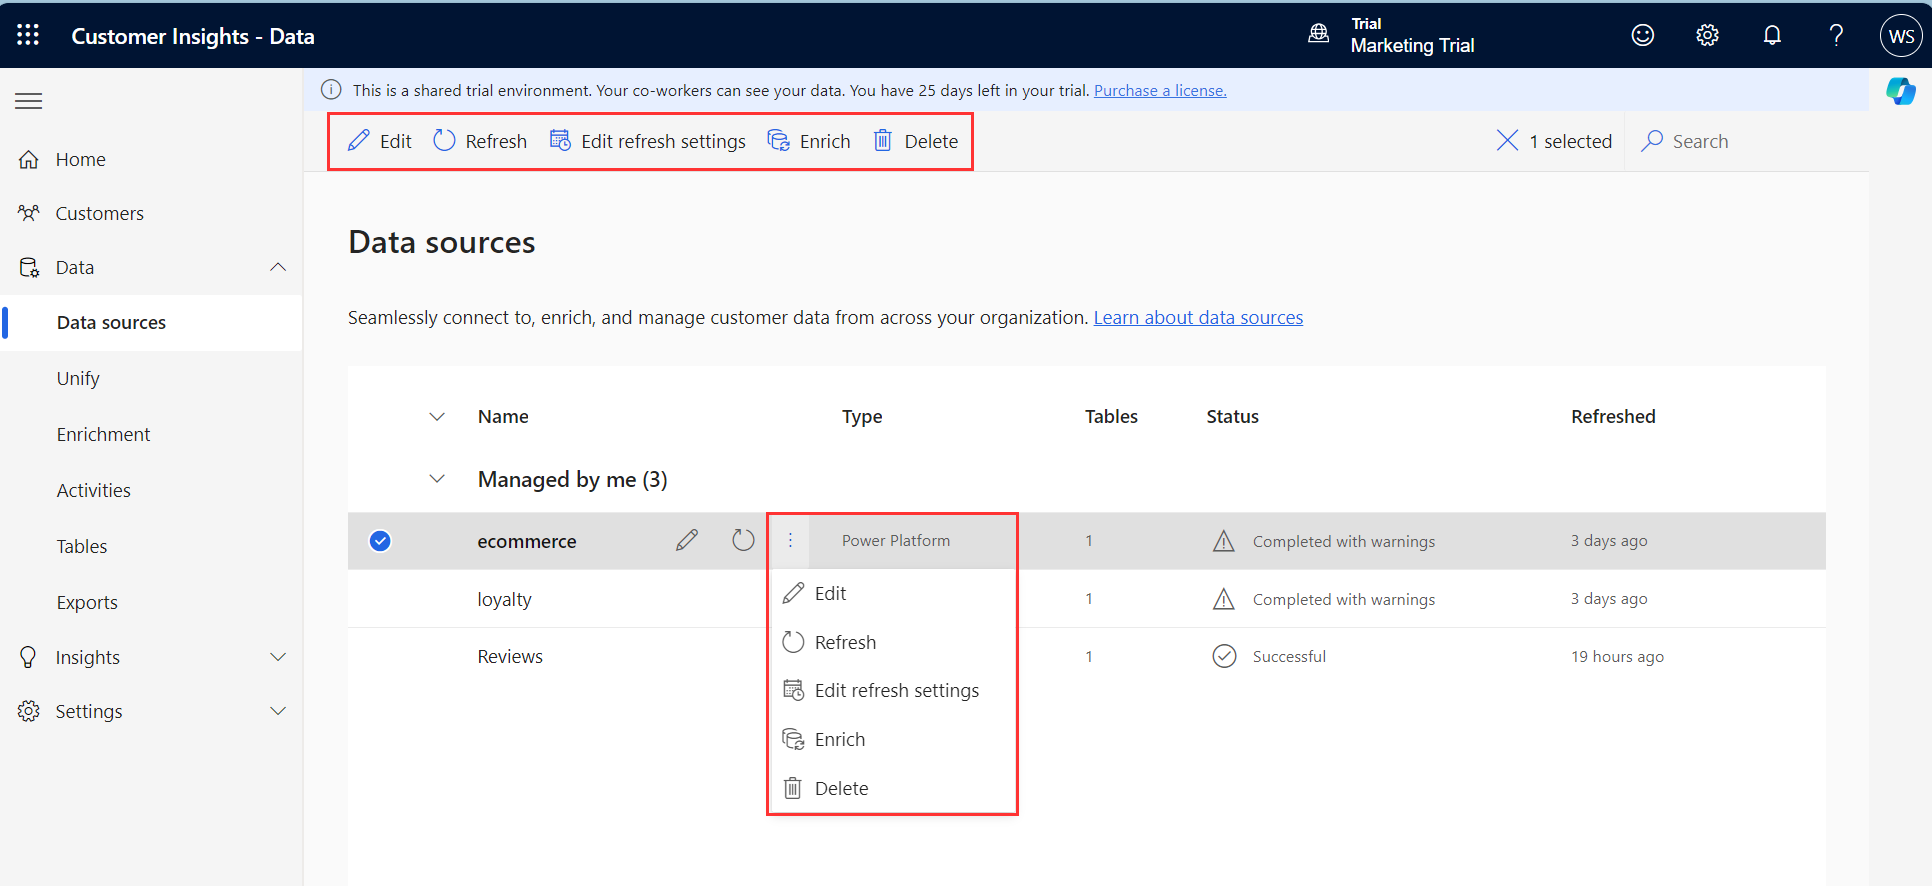 Customer Insights - Data
Trial
Marketing Trial
WS
This is a shared trial environment. Your co-workers can see your data. You have 25 days left in your trial. Purchase a license.
Edit Refresh Edit refresh settings Enrich Delete
1 selected
Search
Home
Customers
Data
Data sources
Unify
Enrichment
Activities
Tables
Exports
Insights
Settings
Data sources
Seamlessly connect to, enrich, and manage customer data from across your organization. Learn about data sources
Name Type Tables Status Refreshed
Managed by me (3)
ecommerce Power Platform 1 Completed with warnings 3 days ago
loyalty 1 Completed with warnings 3 days ago
Reviews 1 Successful 19 hours ago
Edit
Refresh
Edit refresh settings
Enrich
Delete